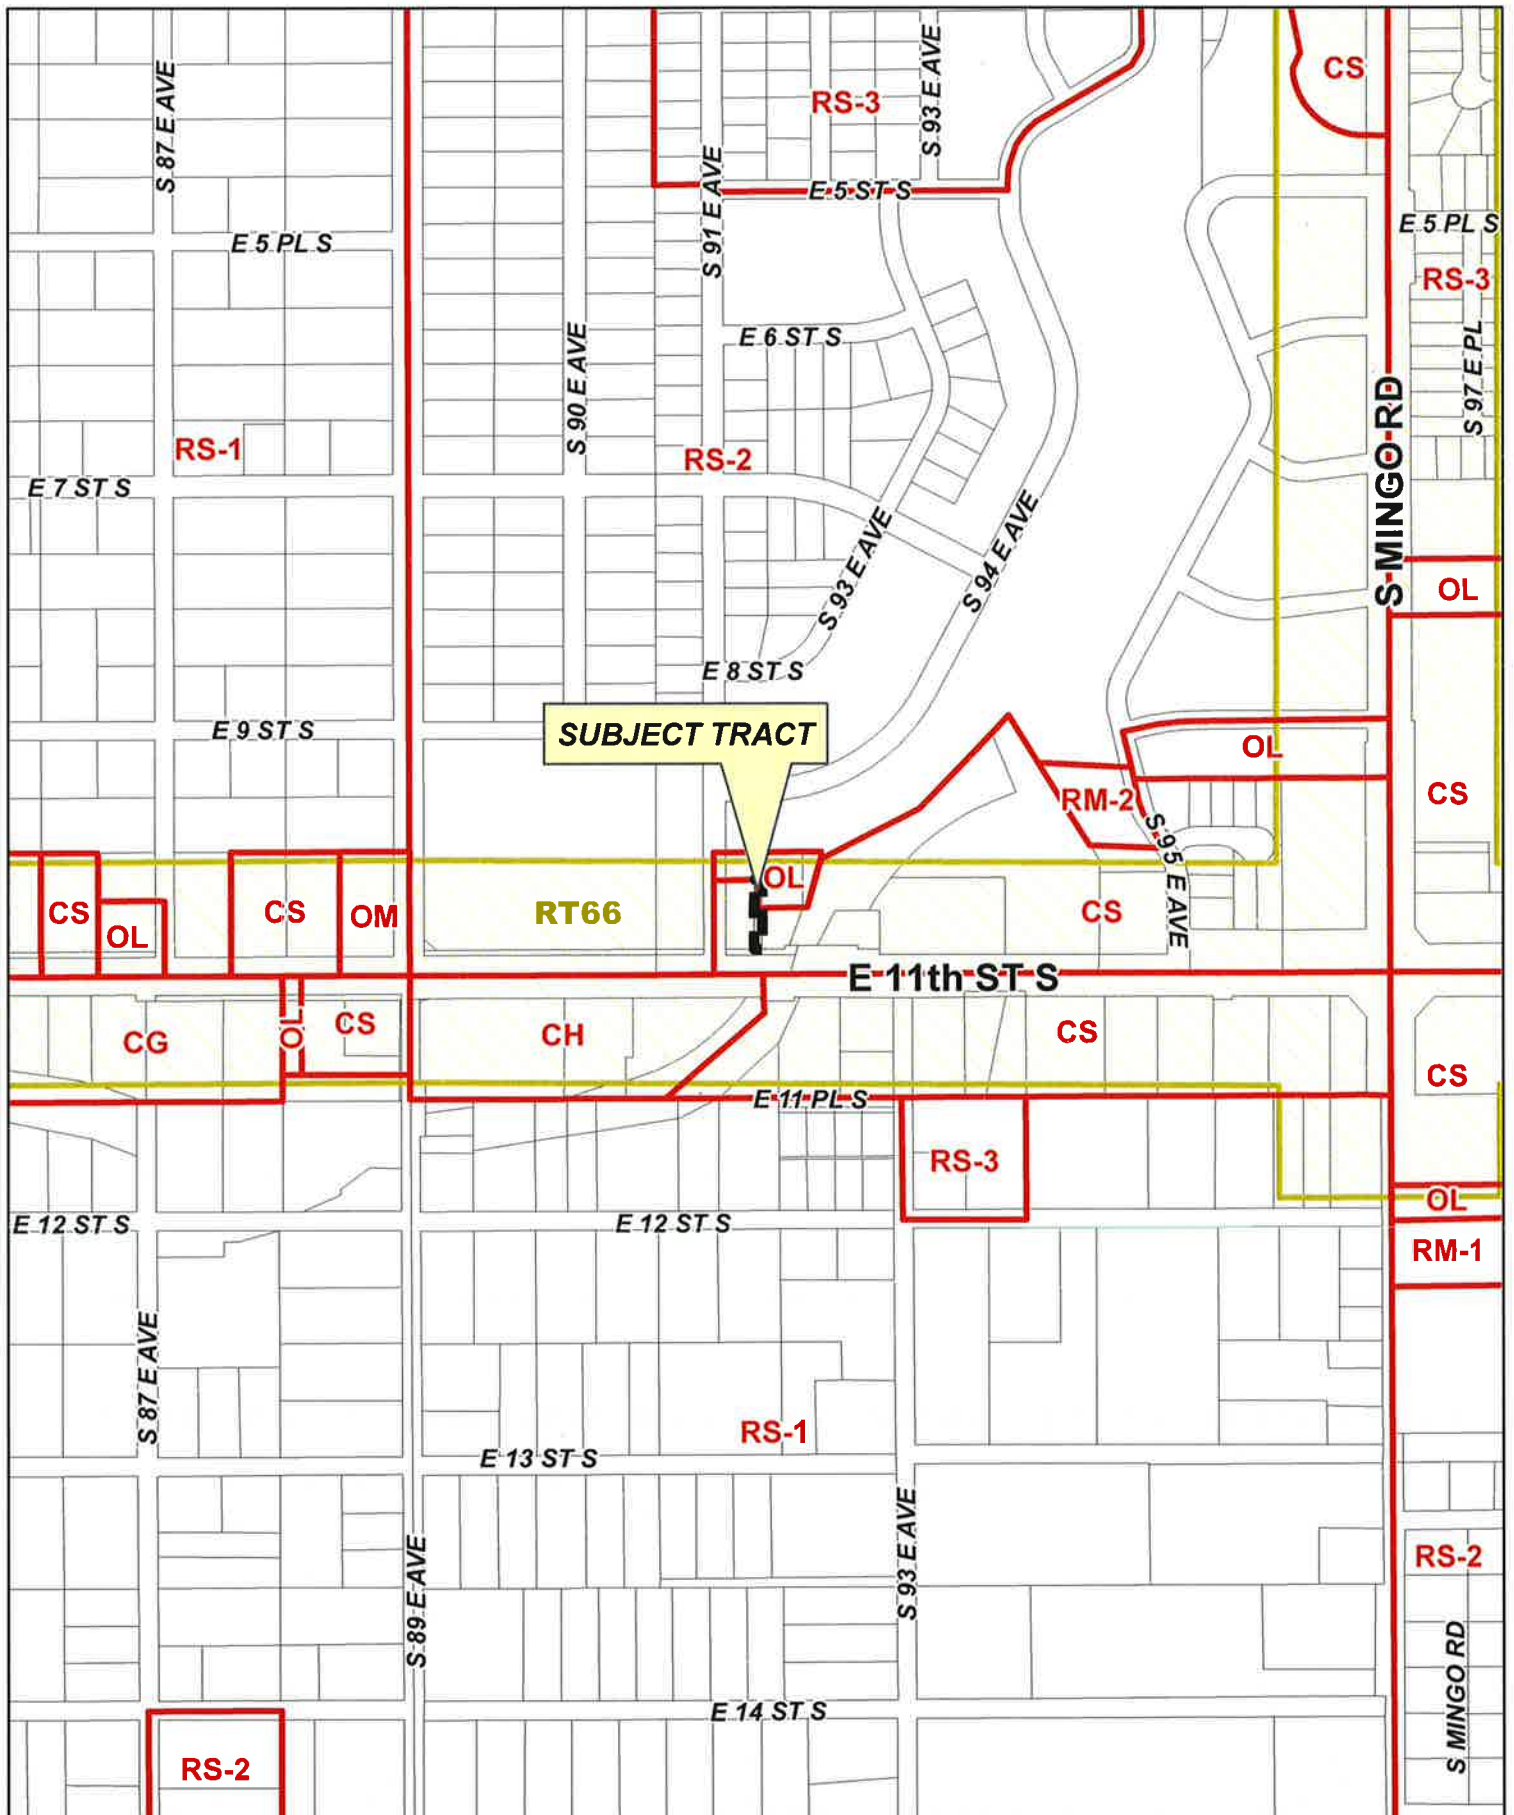 CS
S 87 E AVE
S 93 E AVE
RS-3
E 5 ST S
S 91 E AVE
E 5 PL S
E 5 PL S
RS-3
E 6 ST S
S 90 E AVE
S 97 E PL
RS-1
RS-2
S MINGO RD
E 7 ST S
S 93 E AVE
S 94 E AVE
OL
E 8 ST S
E 9 ST S
SUBJECT TRACT
OL
RM-2
CS
S 95 E AVE
OL
CS
OL
CS
OM
RT66
CS
E 11th ST S
CG
OL
CS
CH
CS
CS
E 11 PL S
RS-3
OL
E 12 ST S
E 12 ST S
RM-1
S 87 E AVE
RS-1
E 13 ST S
S 89 E AVE
S 93 E AVE
RS-2
S MINGO RD
E 14 ST S
RS-2